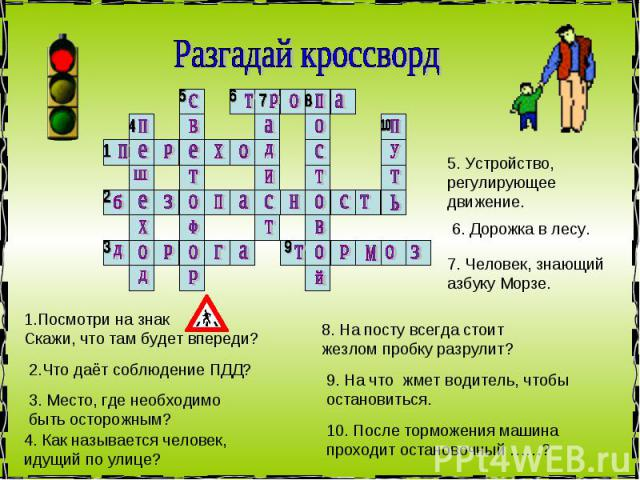 Разгадай кроссворд
5 с 6 т 7 р о 8 п а
4 п в а о 10 п
1 п е р е х о д с у
ш т и т т
2 б е з о п а с н о с т ь
х ф т в
3 д о р о г а 9 т о р м о з
д р й
5. Устройство,
регулирующее
движение.
6. Дорожка в лесу.
7. Человек, знающий
азбуку Морзе.
1.Посмотри на знак
Скажи, что там будет впереди?
2.Что даёт соблюдение ПДД?
3. Место, где необходимо
быть осторожным?
4. Как называется человек,
идущий по улице?
8. На посту всегда стоит
жезлом пробку разрулит?
9. На что жмет водитель, чтобы
остановиться.
10. После торможения машина
проходит остановочный ……?
PPt4WEB.ru